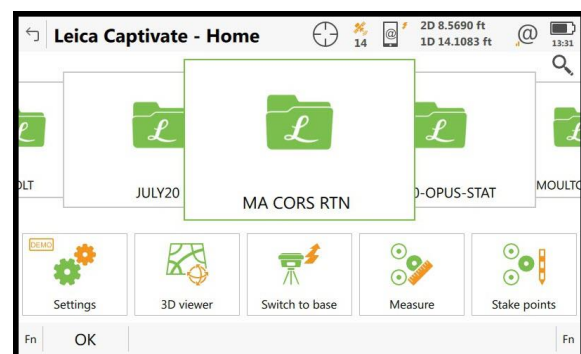 Leica Captivate - Home
14
@
2D 8.5690 ft
1D 14.1083 ft
@
13:31
JULY20
MA CORS RTN
-OPUS-STAT
MOULTO
DEMO
Settings
3D viewer
Switch to base
Measure
Stake points
Fn
OK
Fn